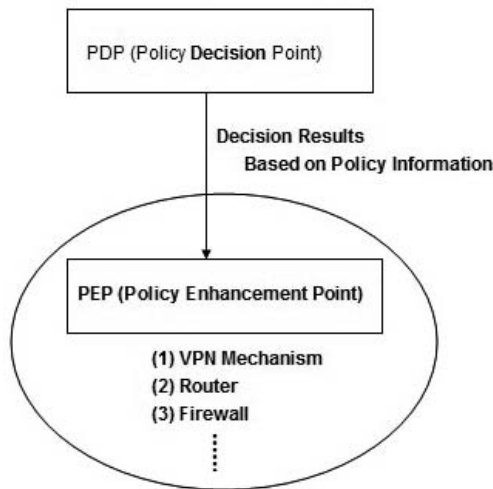 PDP (Policy Decision Point)
Decision Results
Based on Policy Information
PEP (Policy Enhancement Point)
(1) VPN Mechanism
(2) Router
(3) Firewall